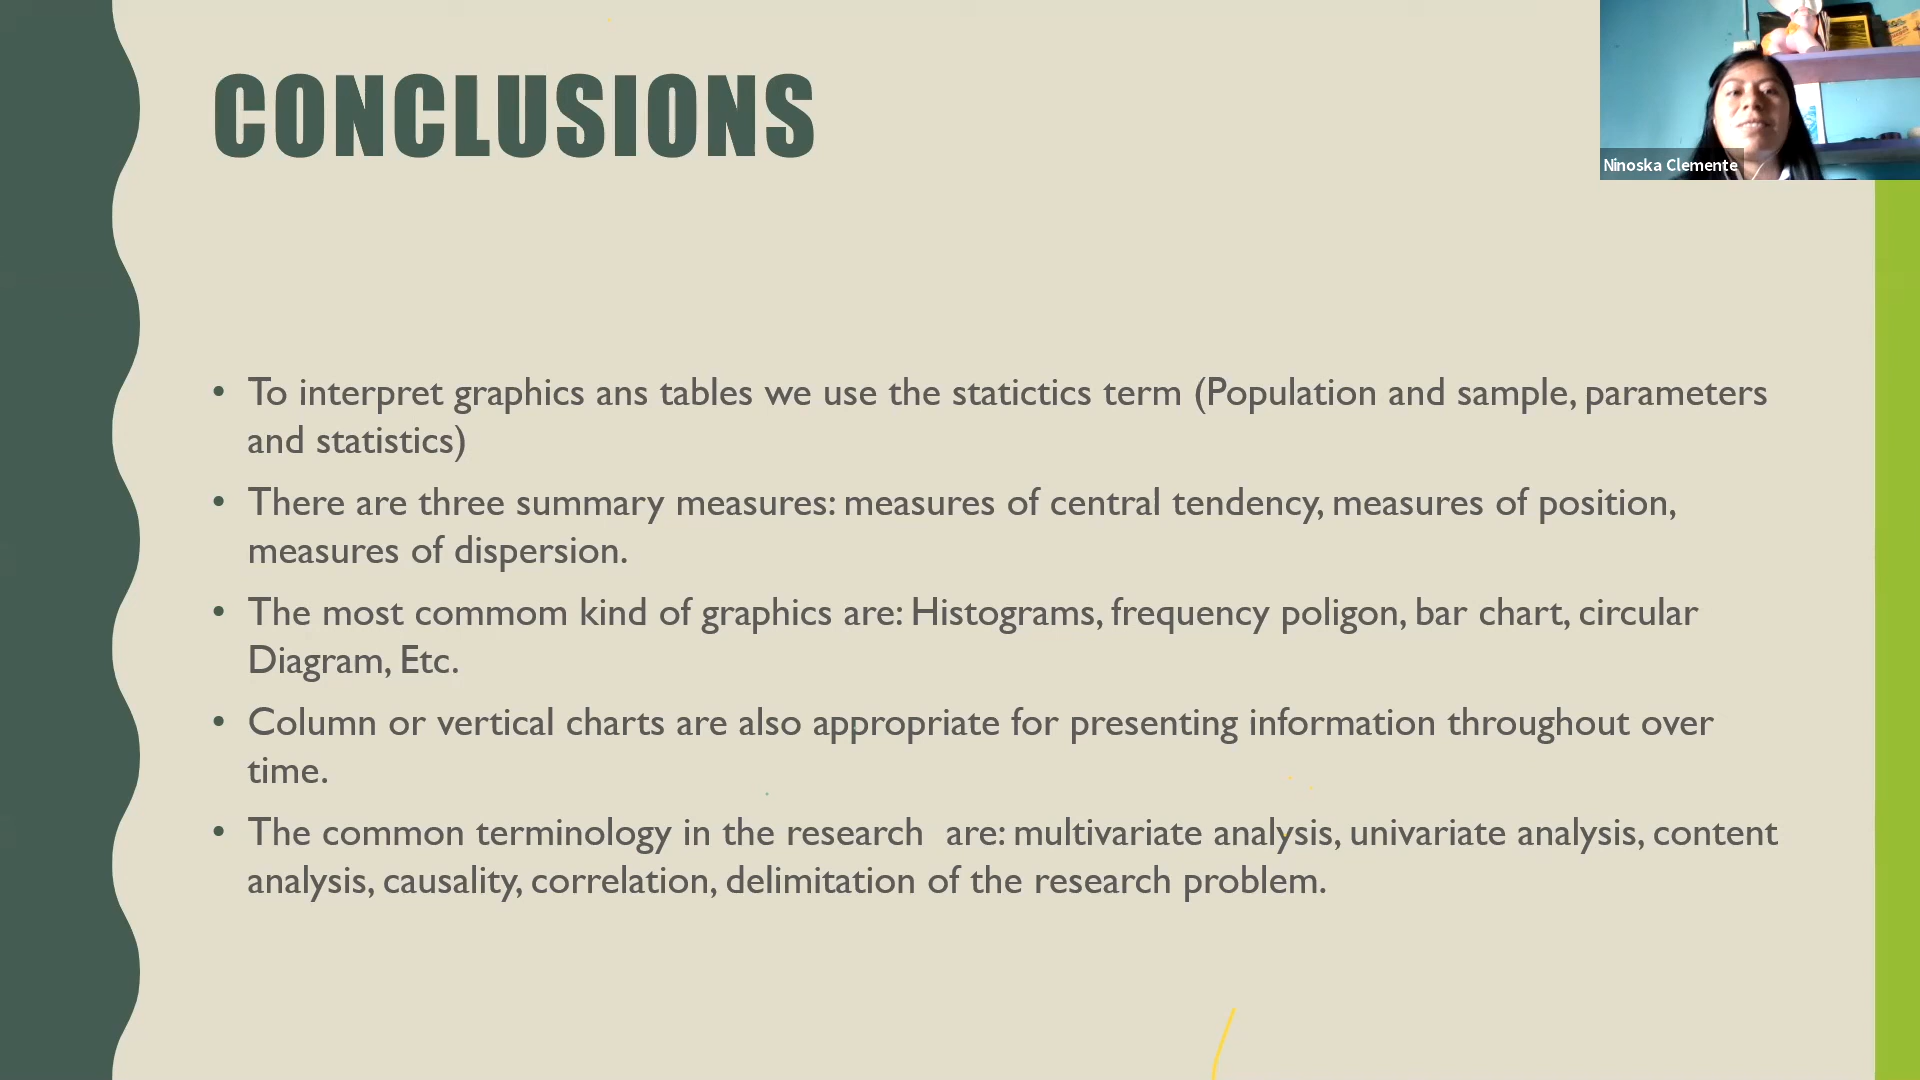 CONCLUSIONS
Ninoska Clemente
• To interpret graphics ans tables we use the statictics term (Population and sample, parameters
and statistics)
• There are three summary measures: measures of central tendency, measures of position,
measures of dispersion.
• The most commom kind of graphics are: Histograms, frequency poligon, bar chart, circular
Diagram, Etc.
• Column or vertical charts are also appropriate for presenting information throughout over
time.
• The common terminology in the research  are: multivariate analysis, univariate analysis, content
analysis, causality, correlation, delimitation of the research problem.